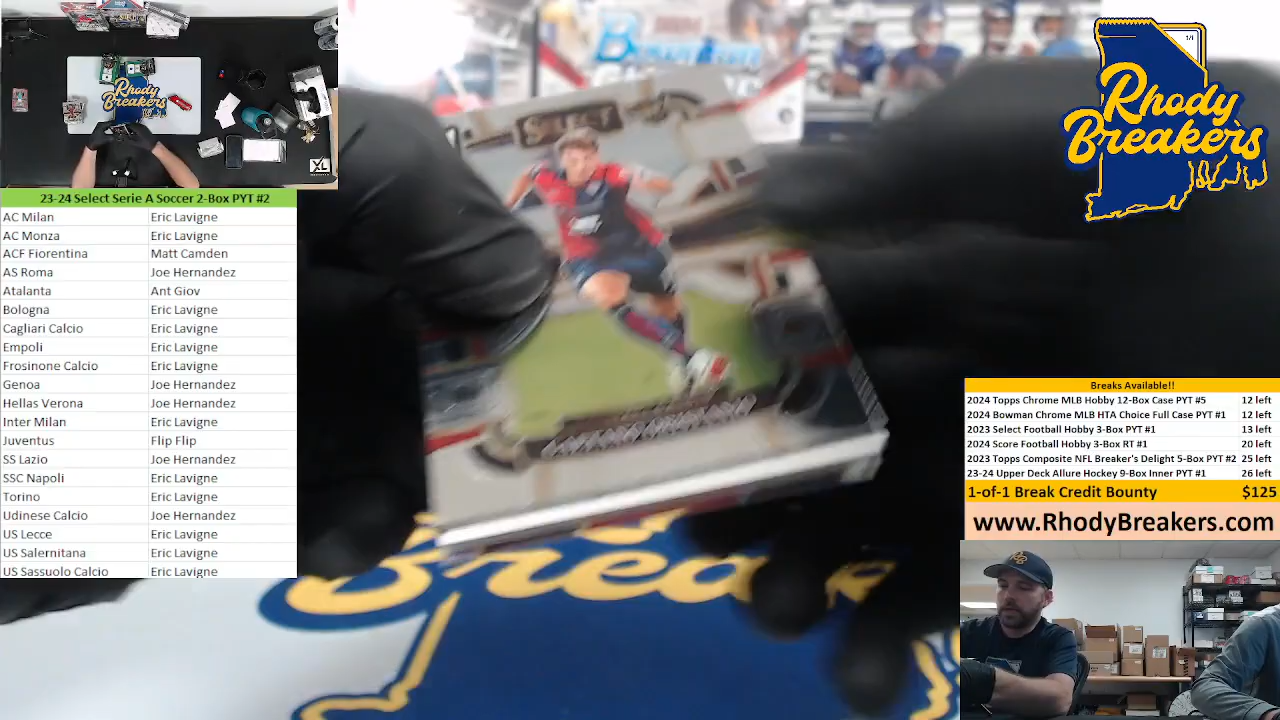 Rhody
Breakers
XL
23-24 Select Serie A Soccer 2-Box PYT #2
AC Milan Eric Lavigne
AC Monza Eric Lavigne
ACF Fiorentina Matt Camden
AS Roma Joe Hernandez
Atalanta Ant Giov
Bologna Eric Lavigne
Cagliari Calcio Eric Lavigne
Empoli Eric Lavigne
Frosinone Calcio Eric Lavigne
Genoa Joe Hernandez
Hellas Verona Joe Hernandez
Inter Milan Eric Lavigne
Juventus Flip Flip
SS Lazio Joe Hernandez
SSC Napoli Eric Lavigne
Torino Eric Lavigne
Udinese Calcio Joe Hernandez
US Lecce Eric Lavigne
US Salernitana Eric Lavigne
US Sassuolo Calcio Eric Lavigne
SELECT
Brea
1/1
Rhody
Breakers
Breaks Available!!
2024 Topps Chrome MLB Hobby 12-Box Case PYT #5 12 left
2024 Bowman Chrome MLB HTA Choice Full Case PYT #1 12 left
2023 Select Football Hobby 3-Box PYT #1 13 left
2024 Score Football Hobby 3-Box RT #1 20 left
2023 Topps Composite NFL Breaker's Delight 5-Box PYT #2 25 left
23-24 Upper Deck Allure Hockey 9-Box Inner PYT #1 26 left
1-of-1 Break Credit Bounty $125
www.RhodyBreakers.com